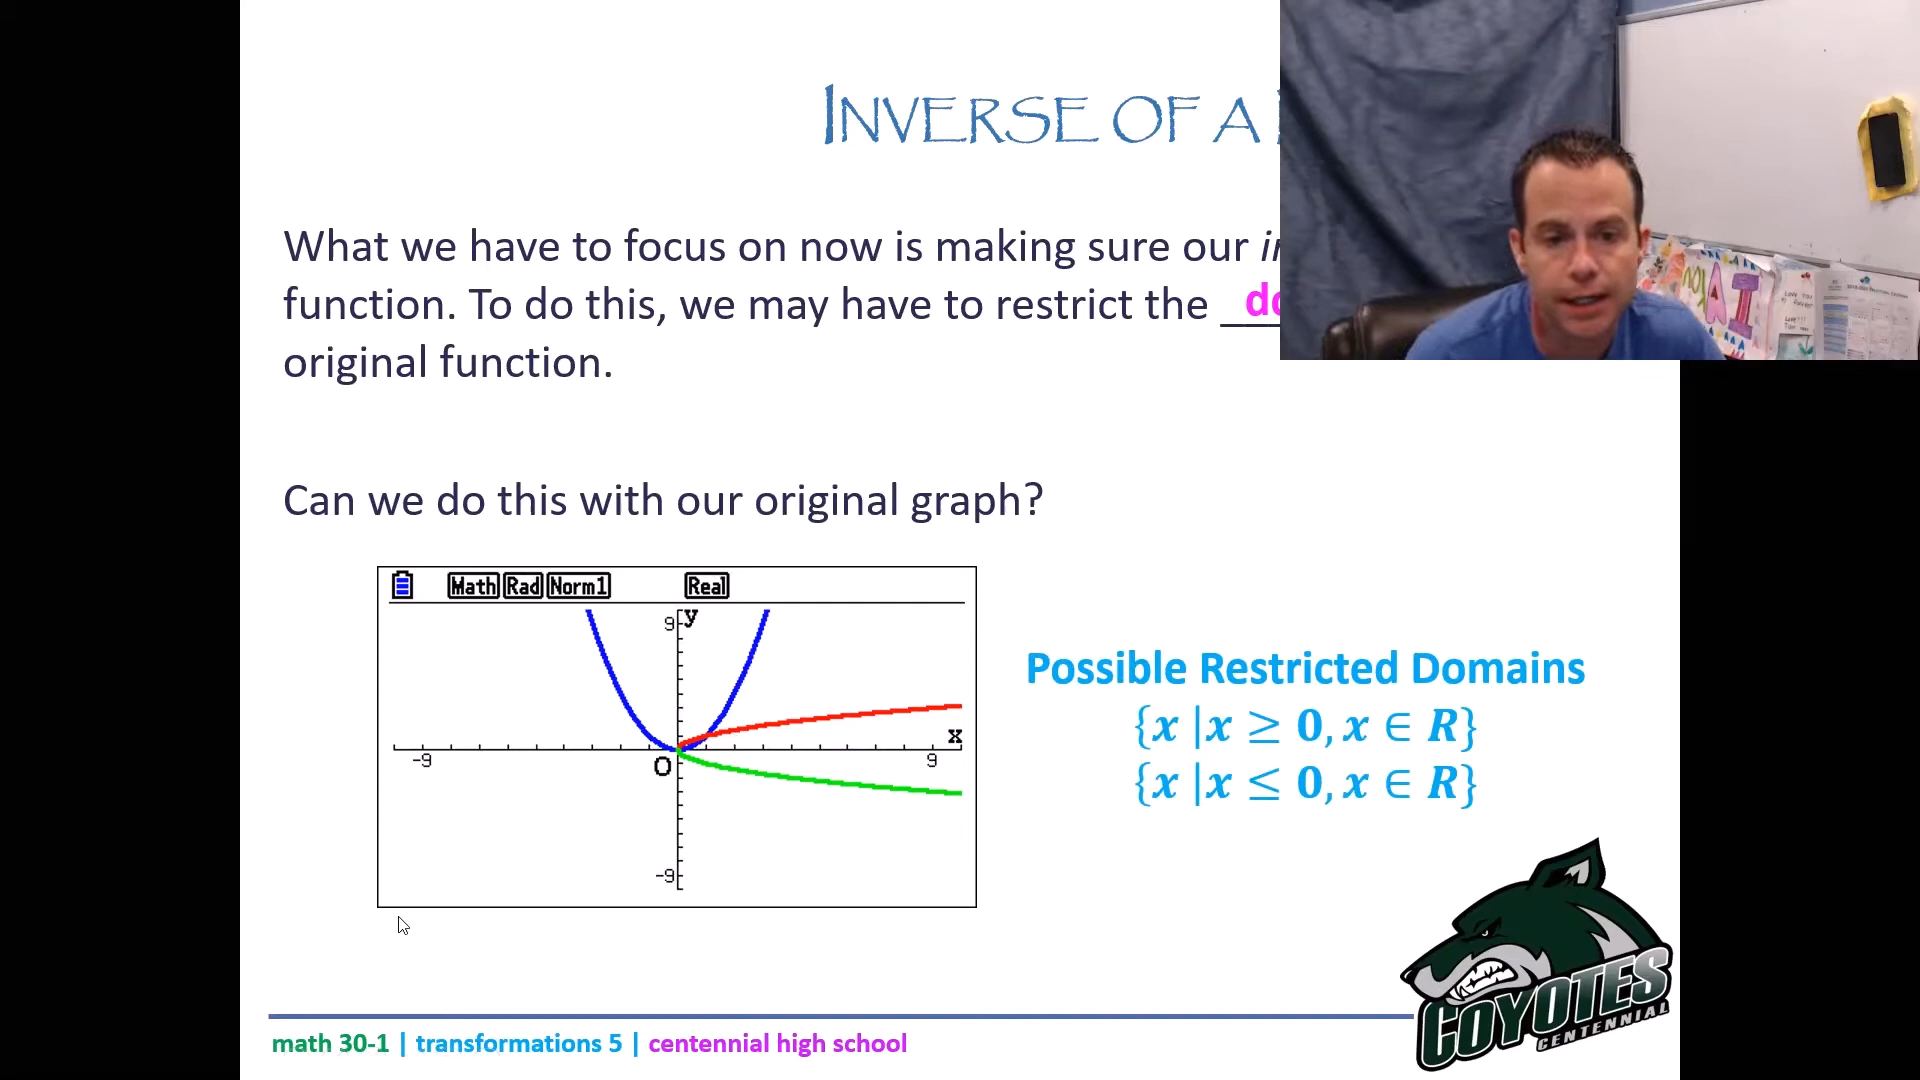 INVERSE OF A
What we have to focus on now is making sure our
function. To do this, we may have to restrict the
original function.
Can we do this with our original graph?
Math Rad Norm1 Real
9 y
x
-9 O 9
-9
Possible Restricted Domains
{x |x ≥ 0, x ∈ R}
{x |x ≤ 0, x ∈ R}
COYOTES
CENTENNIAL
math 30-1 | transformations 5 | centennial high school